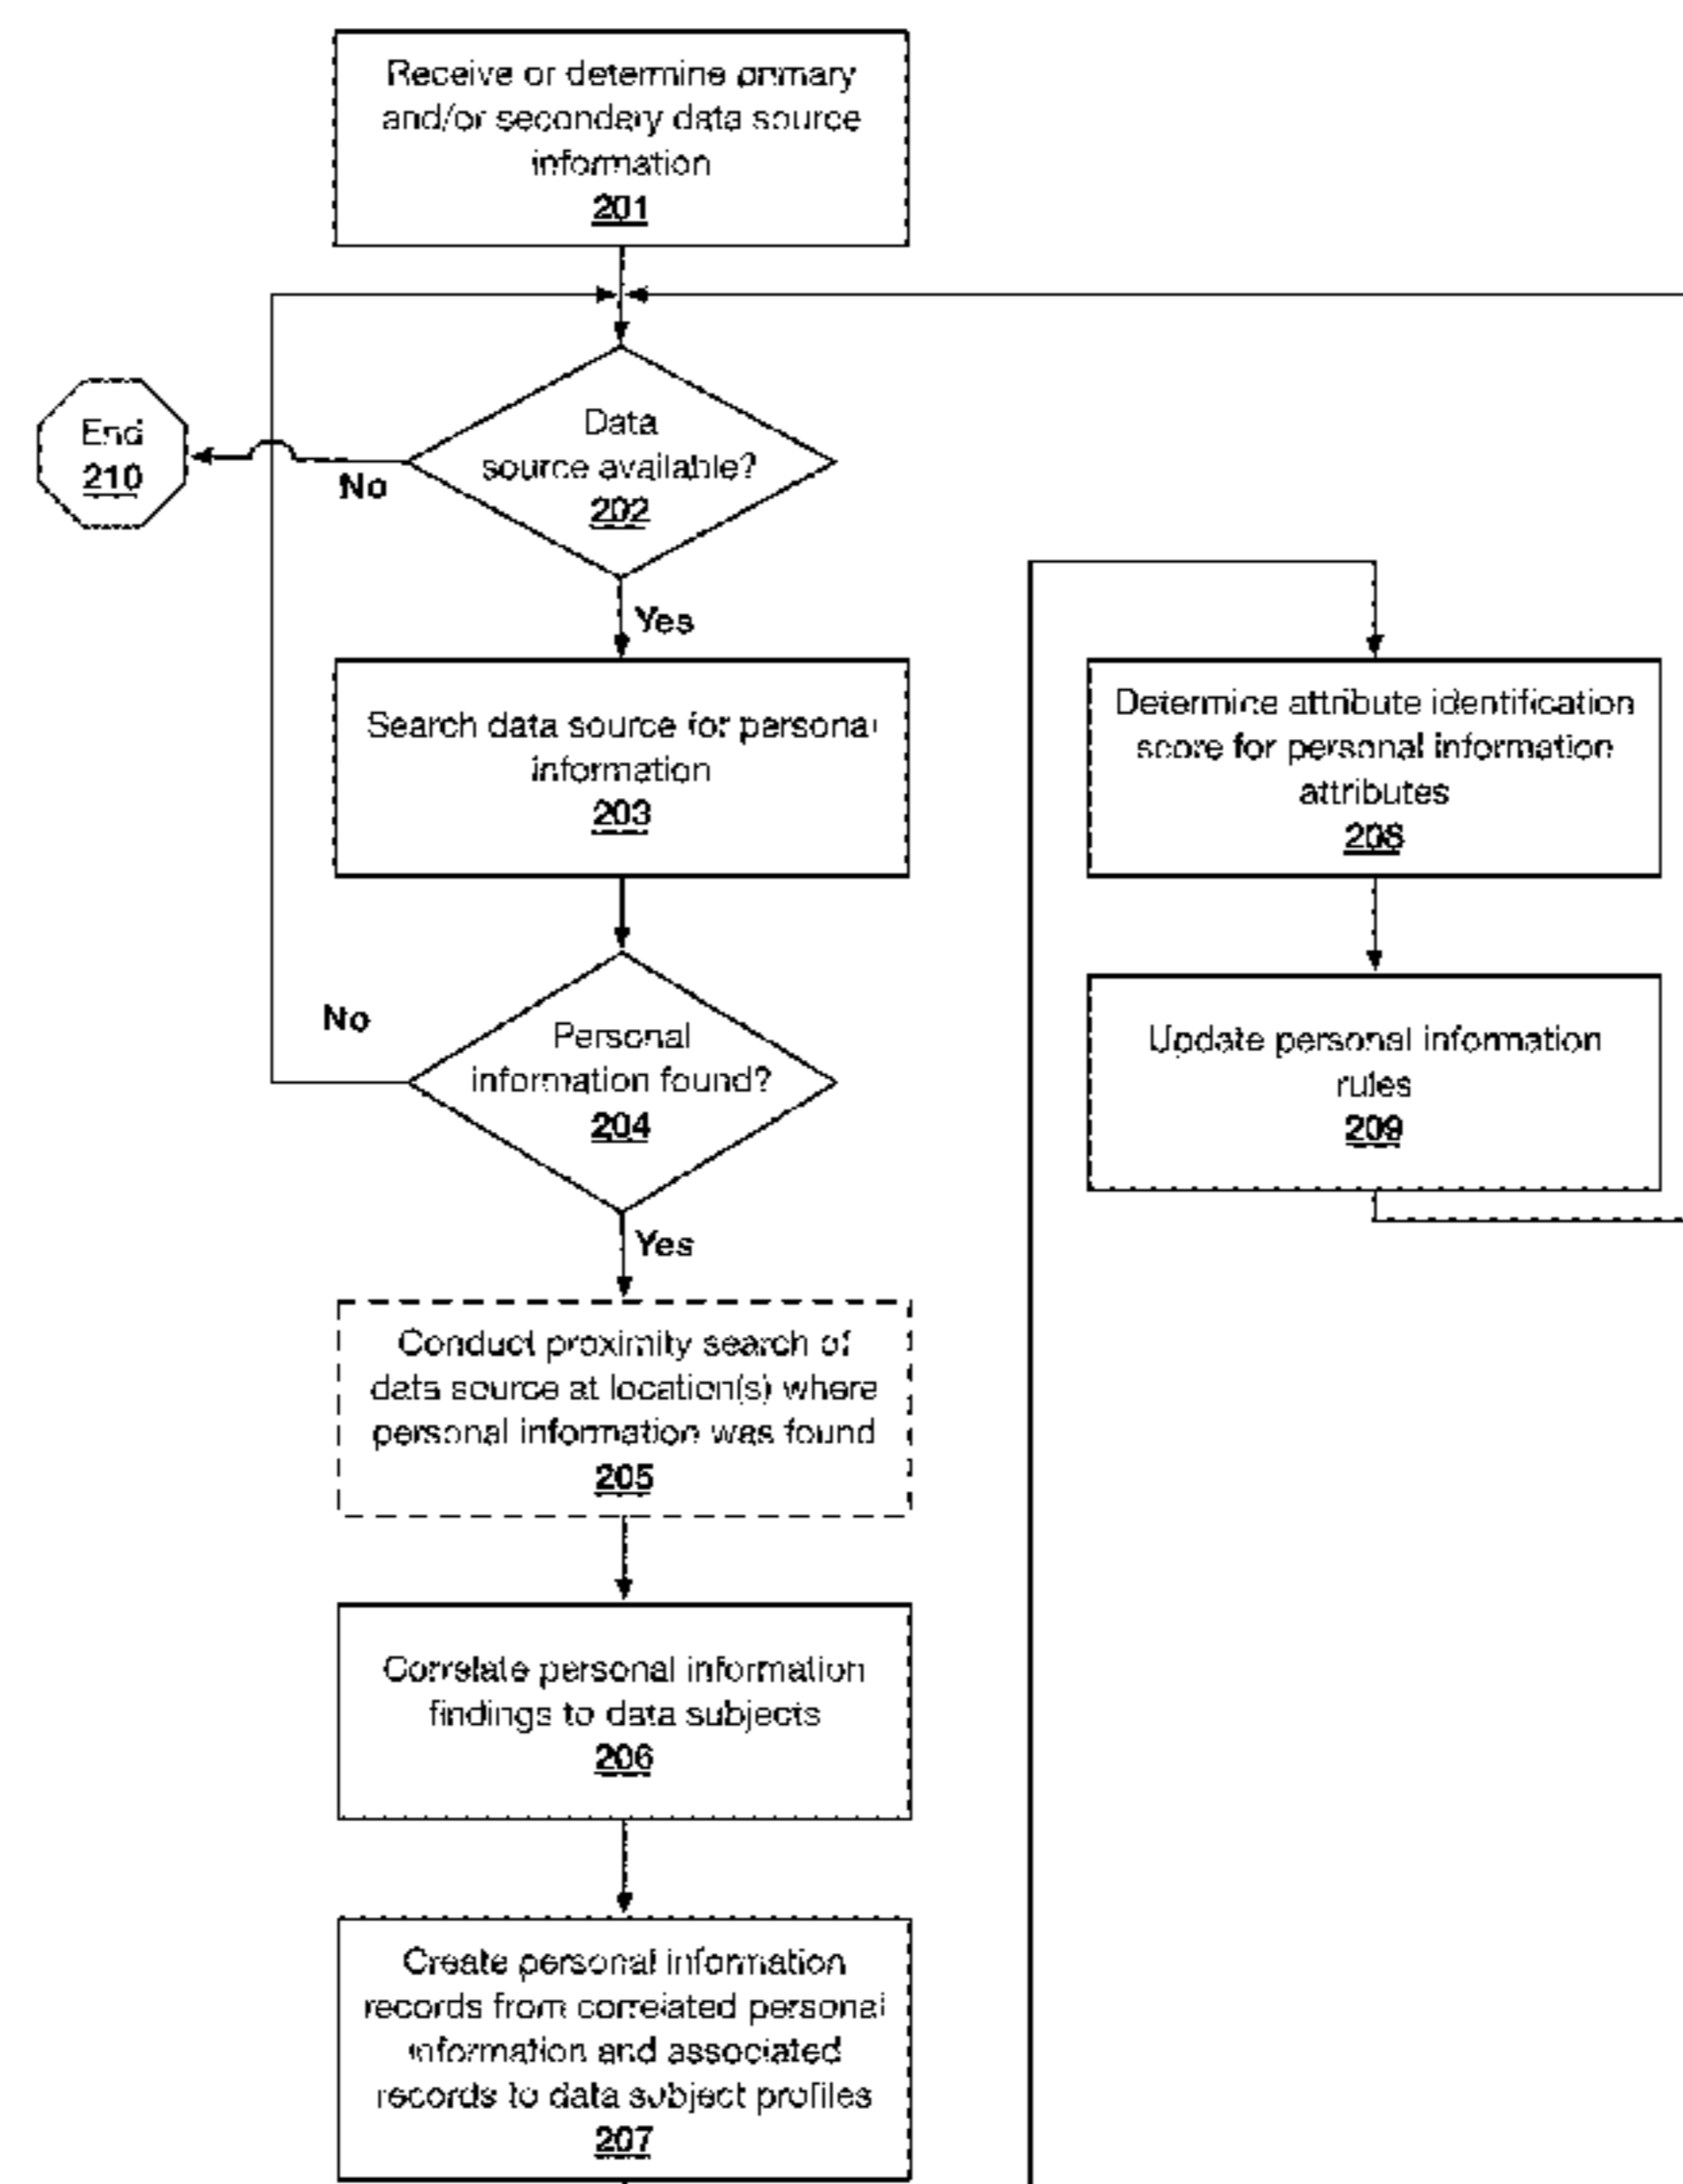 Receive or determine primary
and/or secondary data source
information
201
Data
source available?
202
End
210
No
Yes
Search data source for personal
information
203
Personal
information found?
204
No
Yes
Conduct proximity search of
data source at location(s) where
personal information was found
205
Correlate personal information
findings to data subjects
206
Create personal information
records from correlated personal
information and associated
records to data subject profiles
207
Determine attribute identification
score for personal information
attributes
208
Update personal information
rules
209